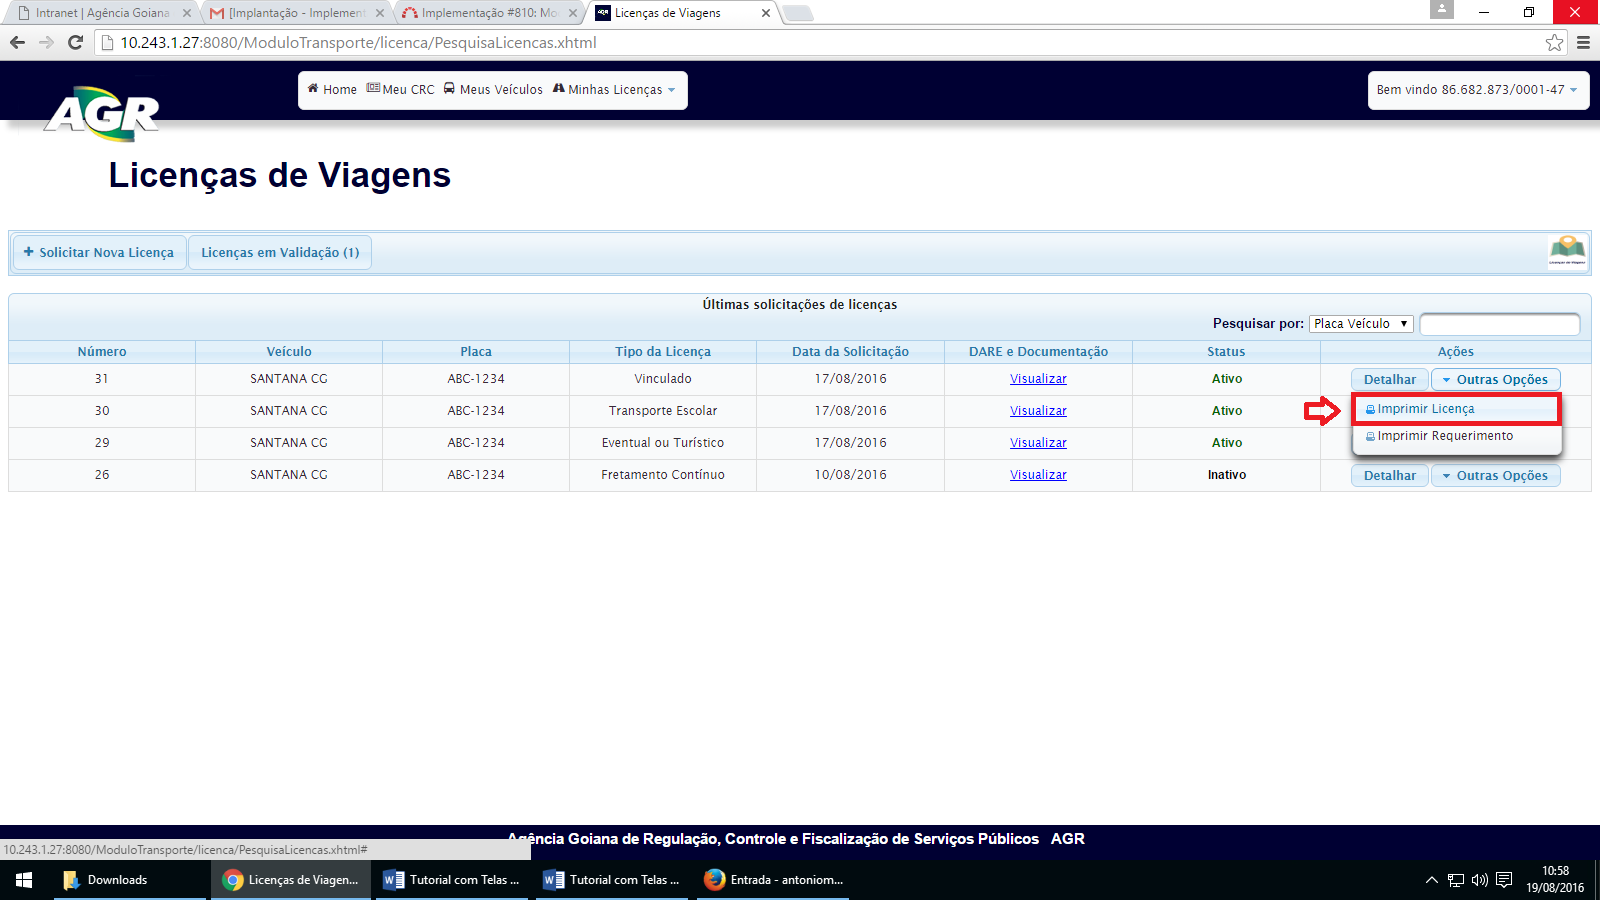 Intranet | Agência Goiana
[Implantação - Implement
Implementação #810: Mo
AGR
Licenças de Viagens
10.243.1.27:8080/ModuloTransporte/licenca/PesquisaLicencas.xhtml
AGR
Home
Meu CRC
Meus Veículos
Minhas Licenças
Bem vindo 86.682.873/0001-47
Licenças de Viagens
+ Solicitar Nova Licença
Licenças em Validação (1)
Licenças de Viagens
Últimas solicitações de licenças
Pesquisar por: Placa Veículo
Número Veículo Placa Tipo da Licença Data da Solicitação DARE e Documentação Status Ações
31 SANTANA CG ABC-1234 Vinculado 17/08/2016 Visualizar Ativo Detalhar Outras Opções
30 SANTANA CG ABC-1234 Transporte Escolar 17/08/2016 Visualizar Ativo Imprimir Licença
29 SANTANA CG ABC-1234 Eventual ou Turístico 17/08/2016 Visualizar Ativo Imprimir Requerimento
26 SANTANA CG ABC-1234 Fretamento Contínuo 10/08/2016 Visualizar Inativo Detalhar Outras Opções
Agência Goiana de Regulação, Controle e Fiscalização de Serviços Públicos AGR
10.243.1.27:8080/ModuloTransporte/licenca/PesquisaLicencas.xhtml#
Downloads
Licenças de Viagen...
Tutorial com Telas ...
Tutorial com Telas ...
Entrada - antoniom...
10:58
19/08/2016